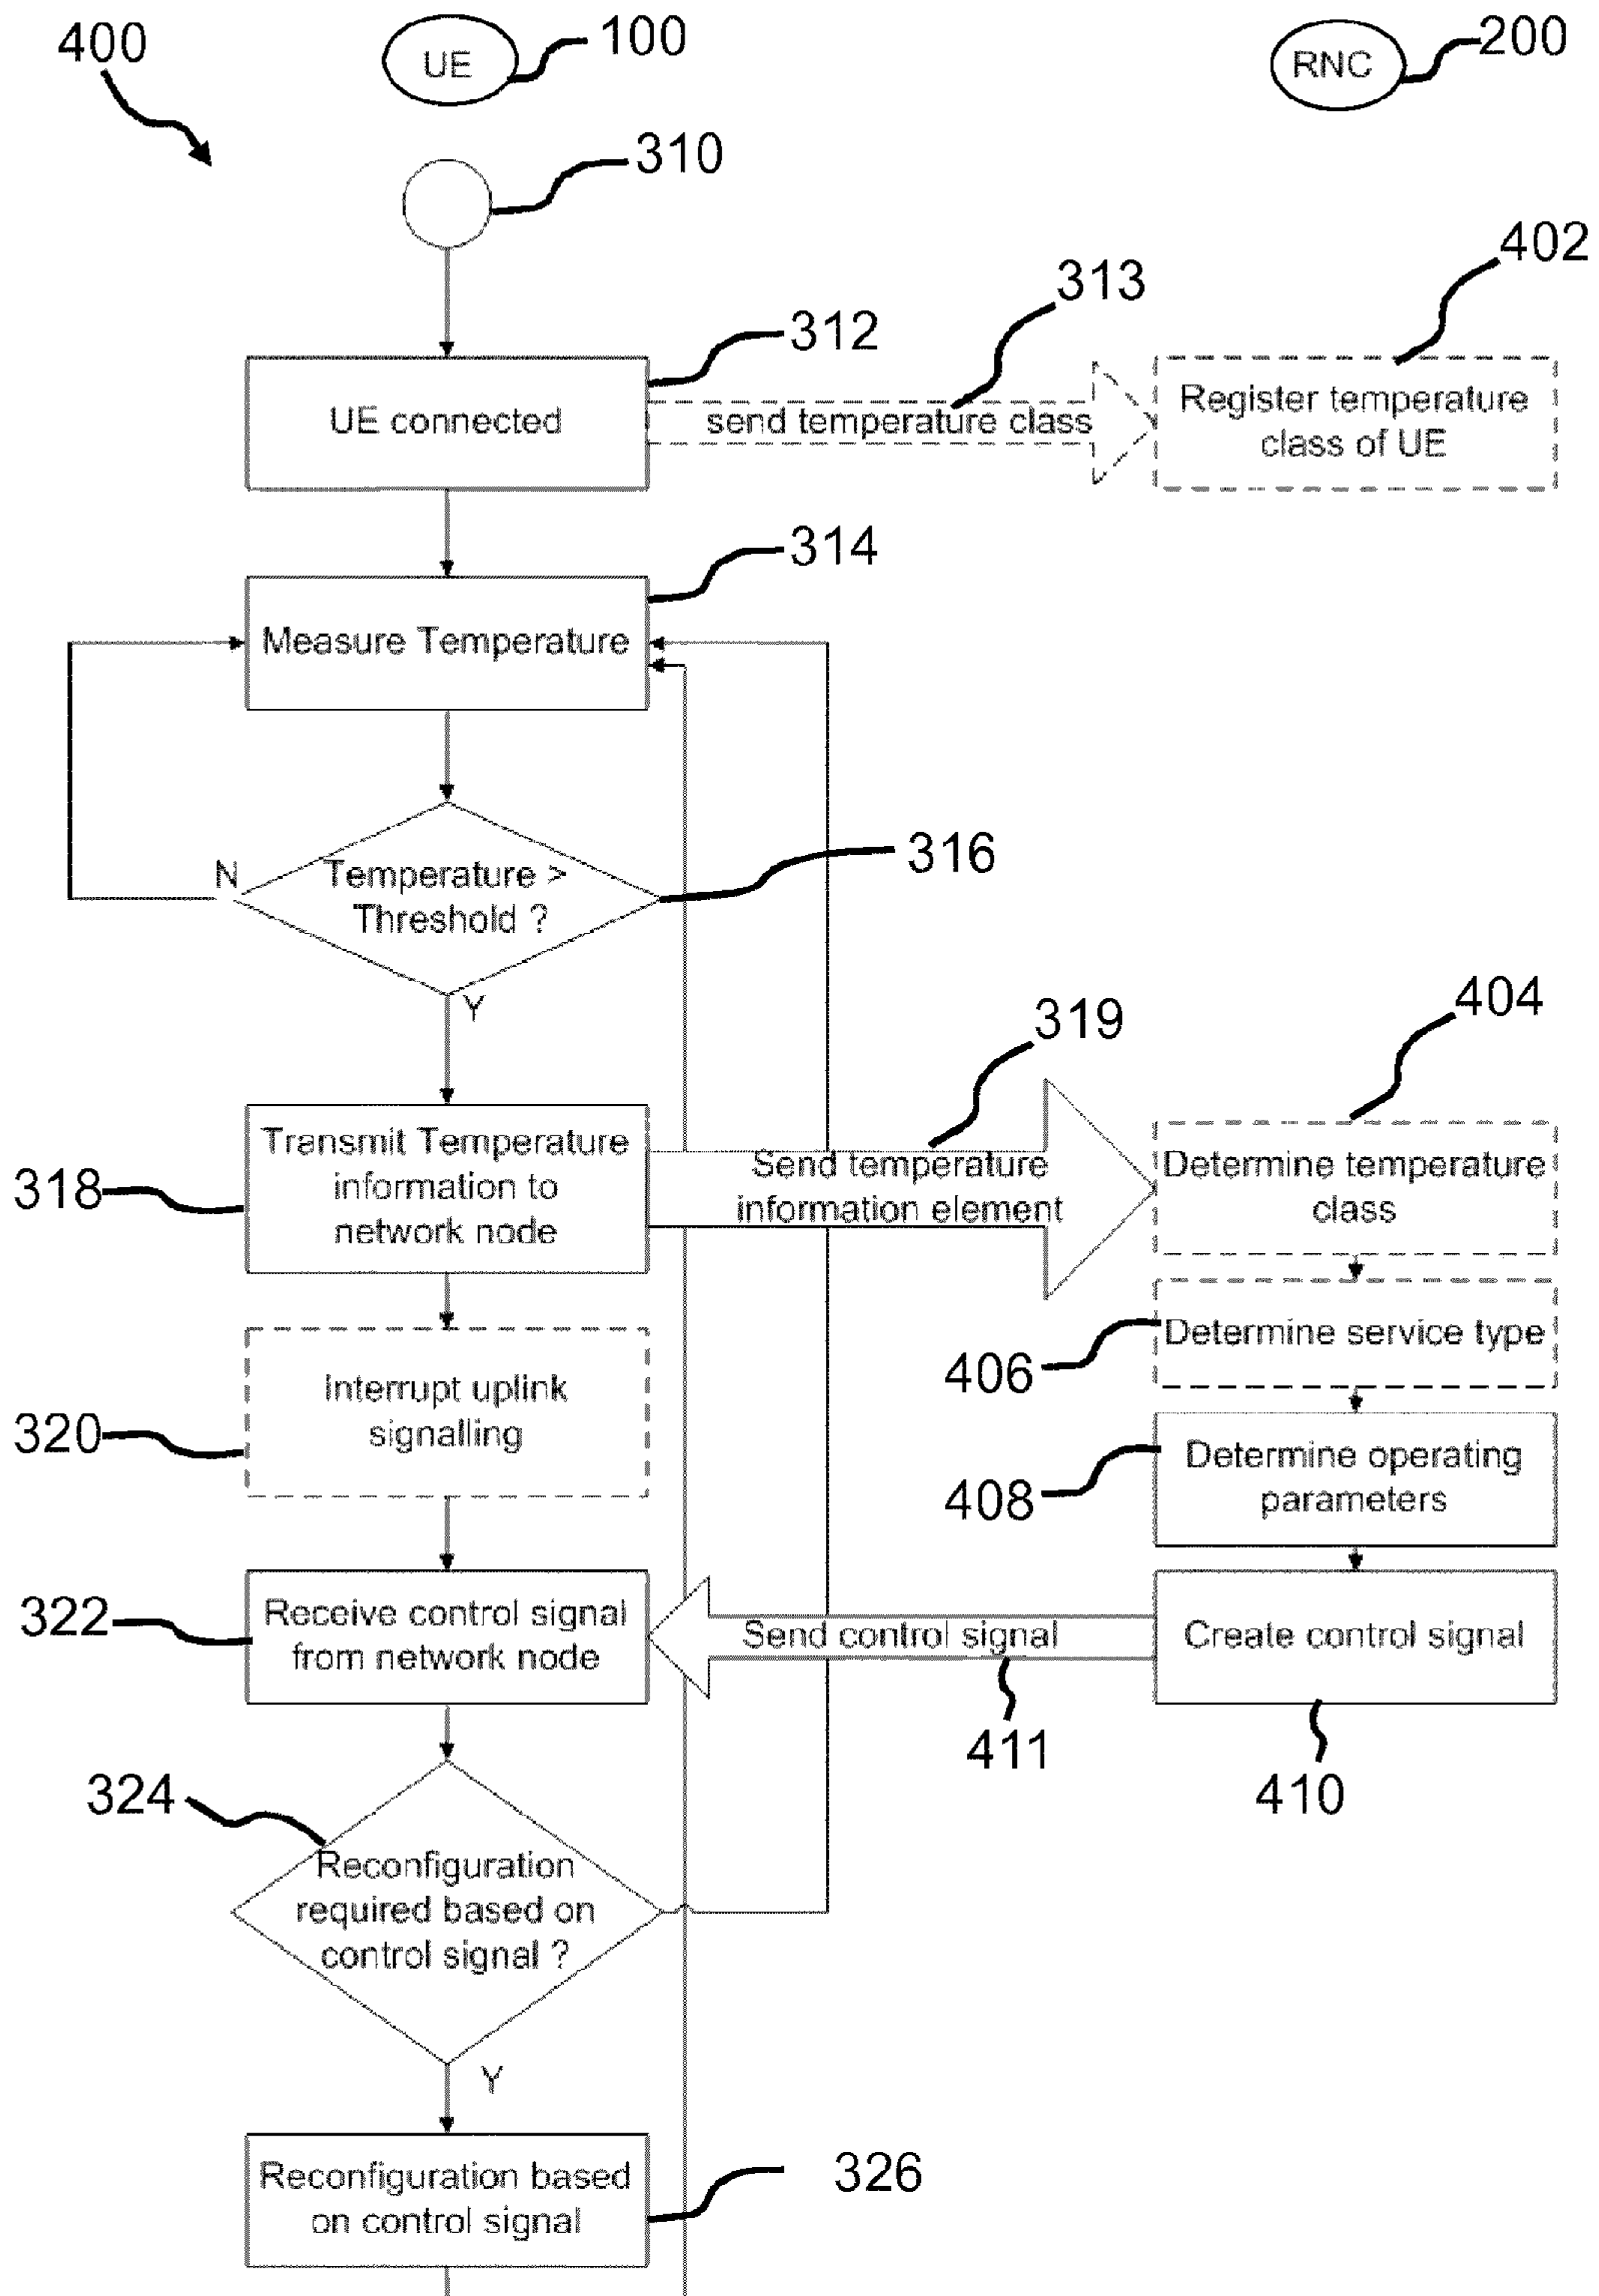 400
UE
100
RNC
200
310
402
313
312
UE connected
send temperature class
Register temperature
class of UE
314
Measure Temperature
316
N
Temperature >
Threshold ?
Y
319
404
318
Transmit Temperature
information to
network node
Send temperature
information element
Determine temperature
class
406
Determine service type
320
Interrupt uplink
signalling
408
Determine operating
parameters
322
Receive control signal
from network node
Send control signal
Create control signal
411
410
324
Reconfiguration
required based on
control signal ?
Y
Reconfiguration based
on control signal
326